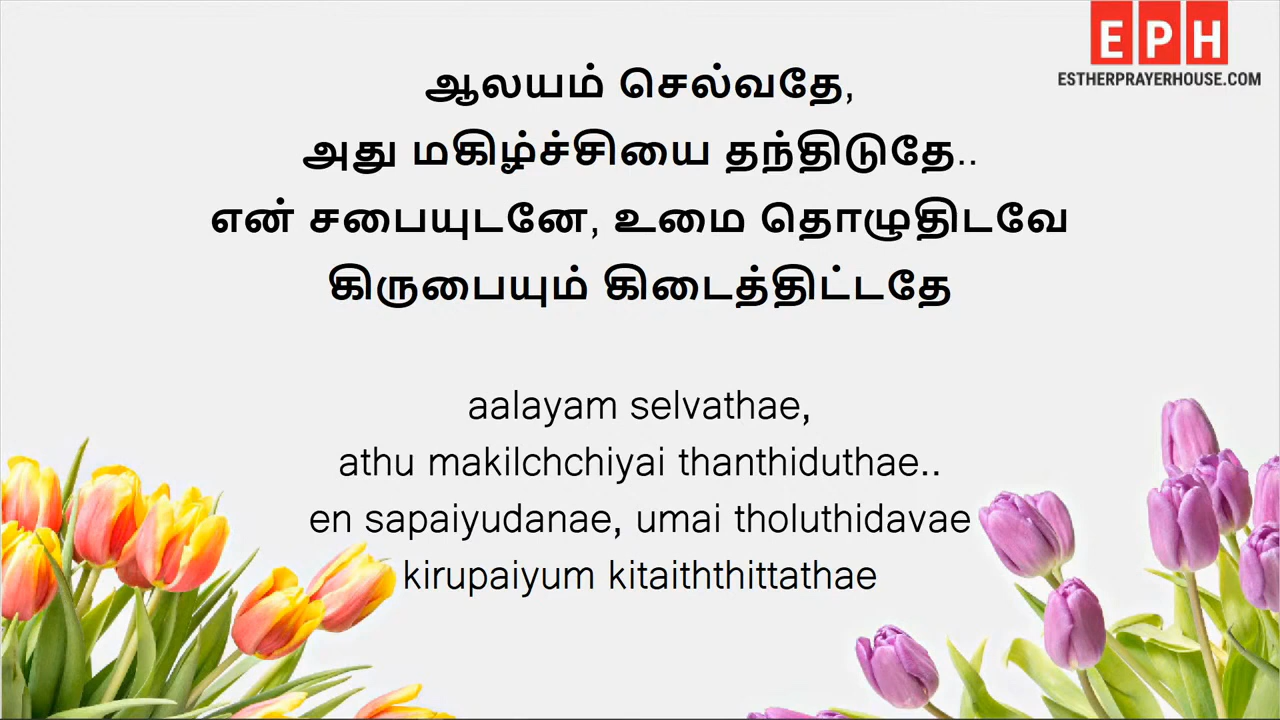 EPH
ESTHERPRAYERHOUSE.COM
ஆலயம் செல்வதே,
அது மகிழ்ச்சியை தந்திடுதே..
என் சபையுடனே, உமை தொழுதிடவே
கிருபையும் கிடைத்திட்டதே
aalayam selvathae,
athu makilchchiyai thanthiduthae..
en sapaiyudanae, umai tholuthidavae
kirupaiyum kitaiththittathae